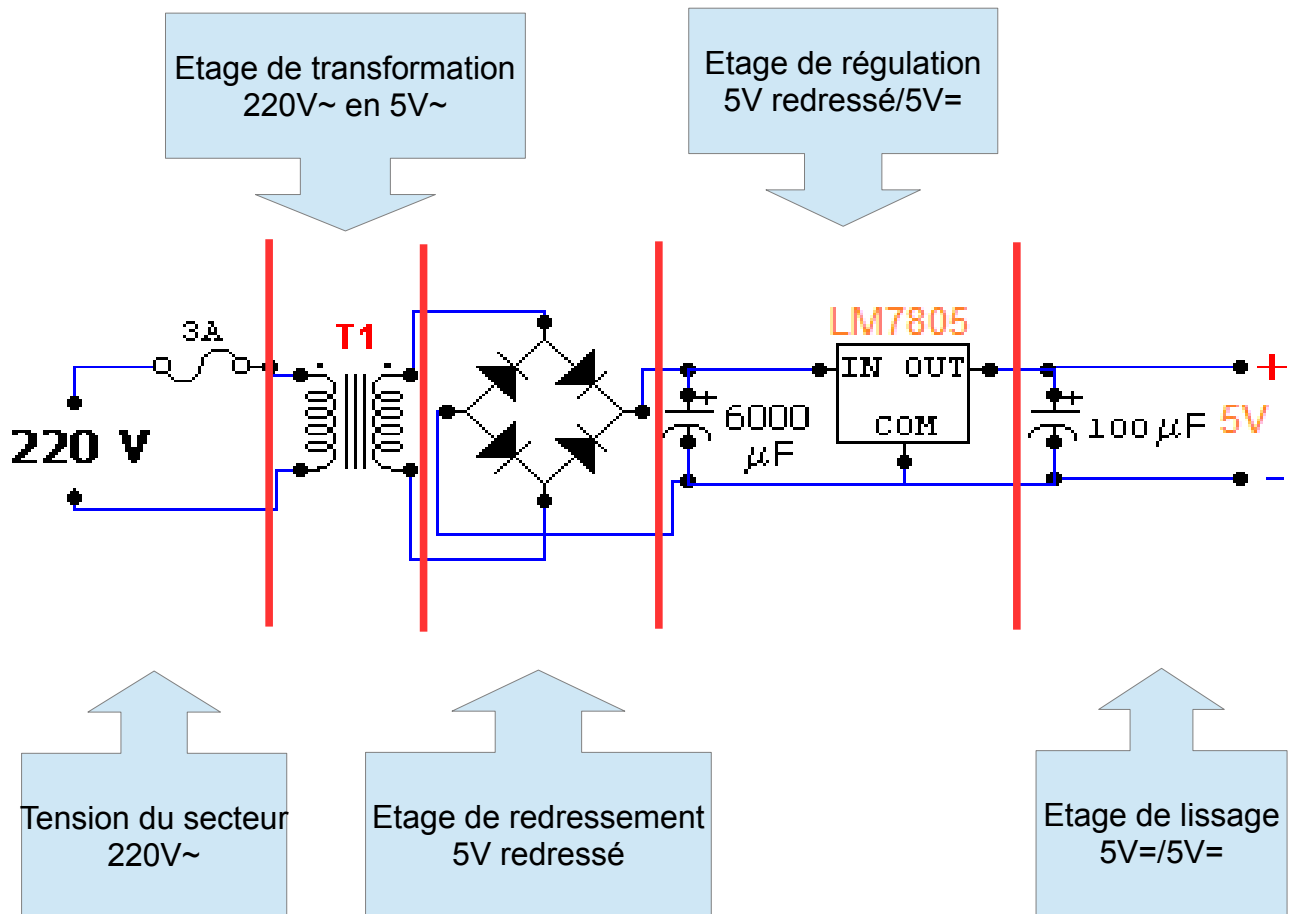 Etage de transformation
220V~ en 5V~
Etage de régulation
5V redressé/5V=
3A
T1
LM7805
IN OUT
COM
220 V
+
6000
µF
+
100 µF
+
5V
-
Tension du secteur
220V~
Etage de redressement
5V redressé
Etage de lissage
5V=/5V=